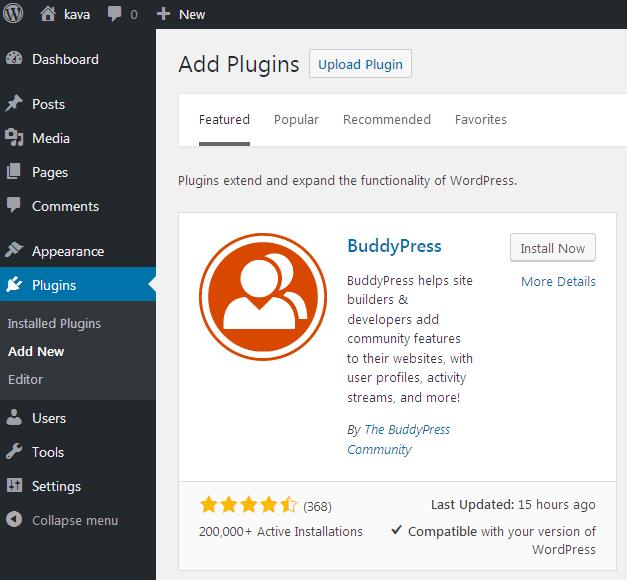 kava
0
New
Dashboard
Posts
Media
Pages
Comments
Appearance
Plugins
Installed Plugins
Add New
Editor
Users
Tools
Settings
Collapse menu
Add Plugins
Upload Plugin
Featured
Popular
Recommended
Favorites
Plugins extend and expand the functionality of WordPress.
BuddyPress
Install Now
More Details
BuddyPress helps site
builders &
developers add
community features
to their websites, with
user profiles, activity
streams, and more!
By The BuddyPress
Community
(368)
200,000+ Active Installations
Last Updated: 15 hours ago
Compatible with your version of
WordPress